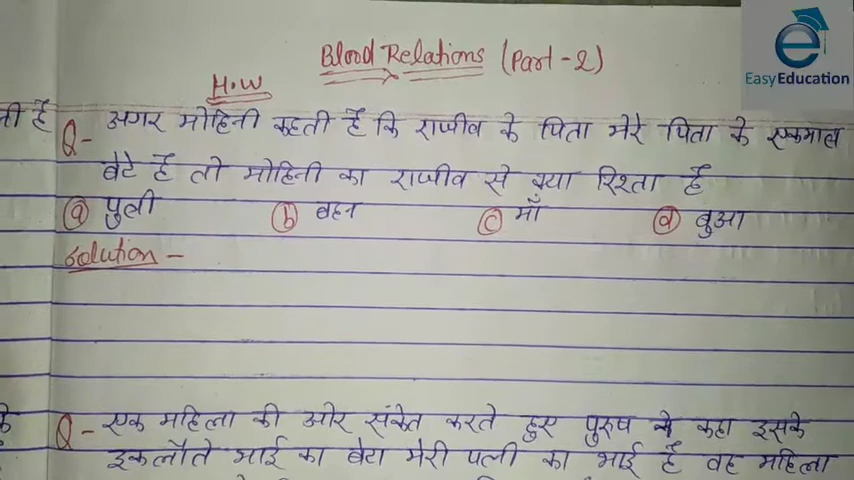 Blood Relations (Part-2)
EasyEducation
H.W
नी है
Q- अगर मोहिनी कहती है कि राजीव के पिता मेरे पिता के एकमात्र
बेटे हैं तो मोहिनी का राजीव से क्या रिश्ता है
(a) पुत्री (b) बहन (c) माँ (d) बुआ
Solution -
के
Q- एक महिला की ओर संकेत करते हुए पुरुष ने कहा इसके
इकलौते भाई का बेटा मेरी पत्नी का भाई है वह महिला